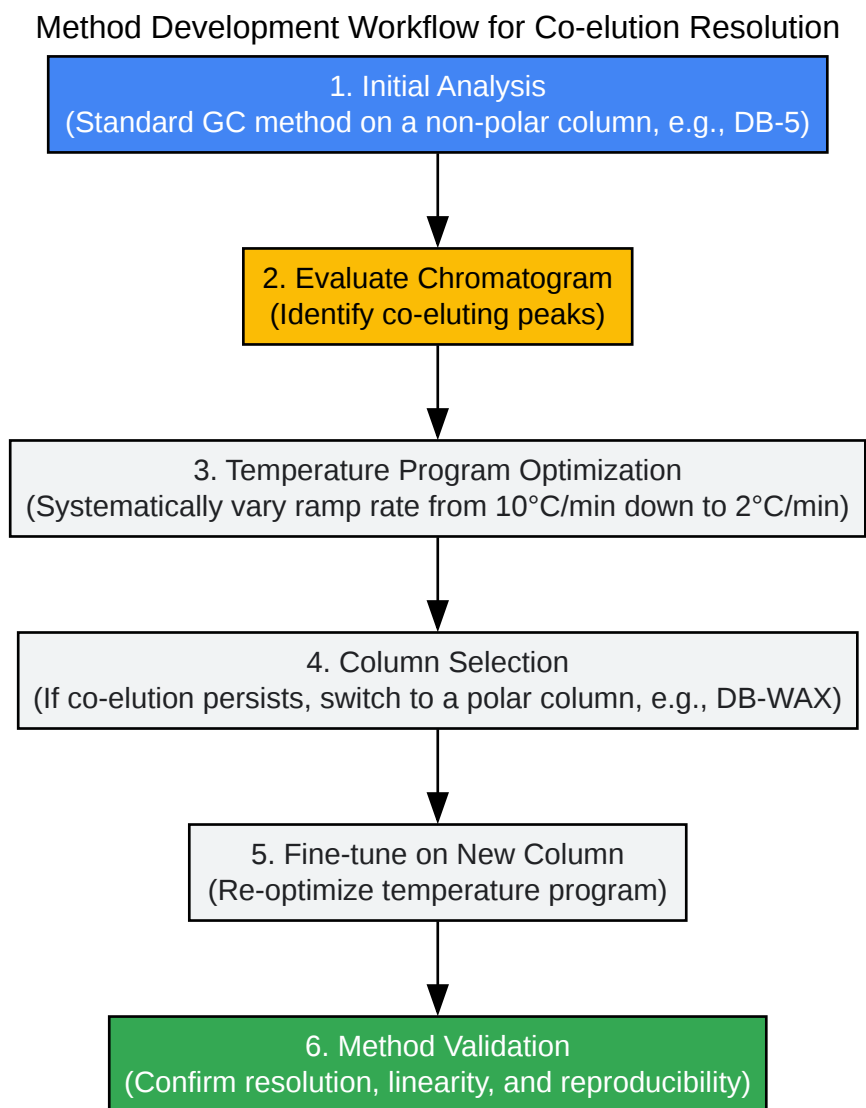 Method Development Workflow for Co-elution Resolution
1. Initial Analysis
(Standard GC method on a non-polar column, e.g., DB-5)
2. Evaluate Chromatogram
(Identify co-eluting peaks)
3. Temperature Program Optimization
(Systematically vary ramp rate from 10°C/min down to 2°C/min)
4. Column Selection
(If co-elution persists, switch to a polar column, e.g., DB-WAX)
5. Fine-tune on New Column
(Re-optimize temperature program)
6. Method Validation
(Confirm resolution, linearity, and reproducibility)